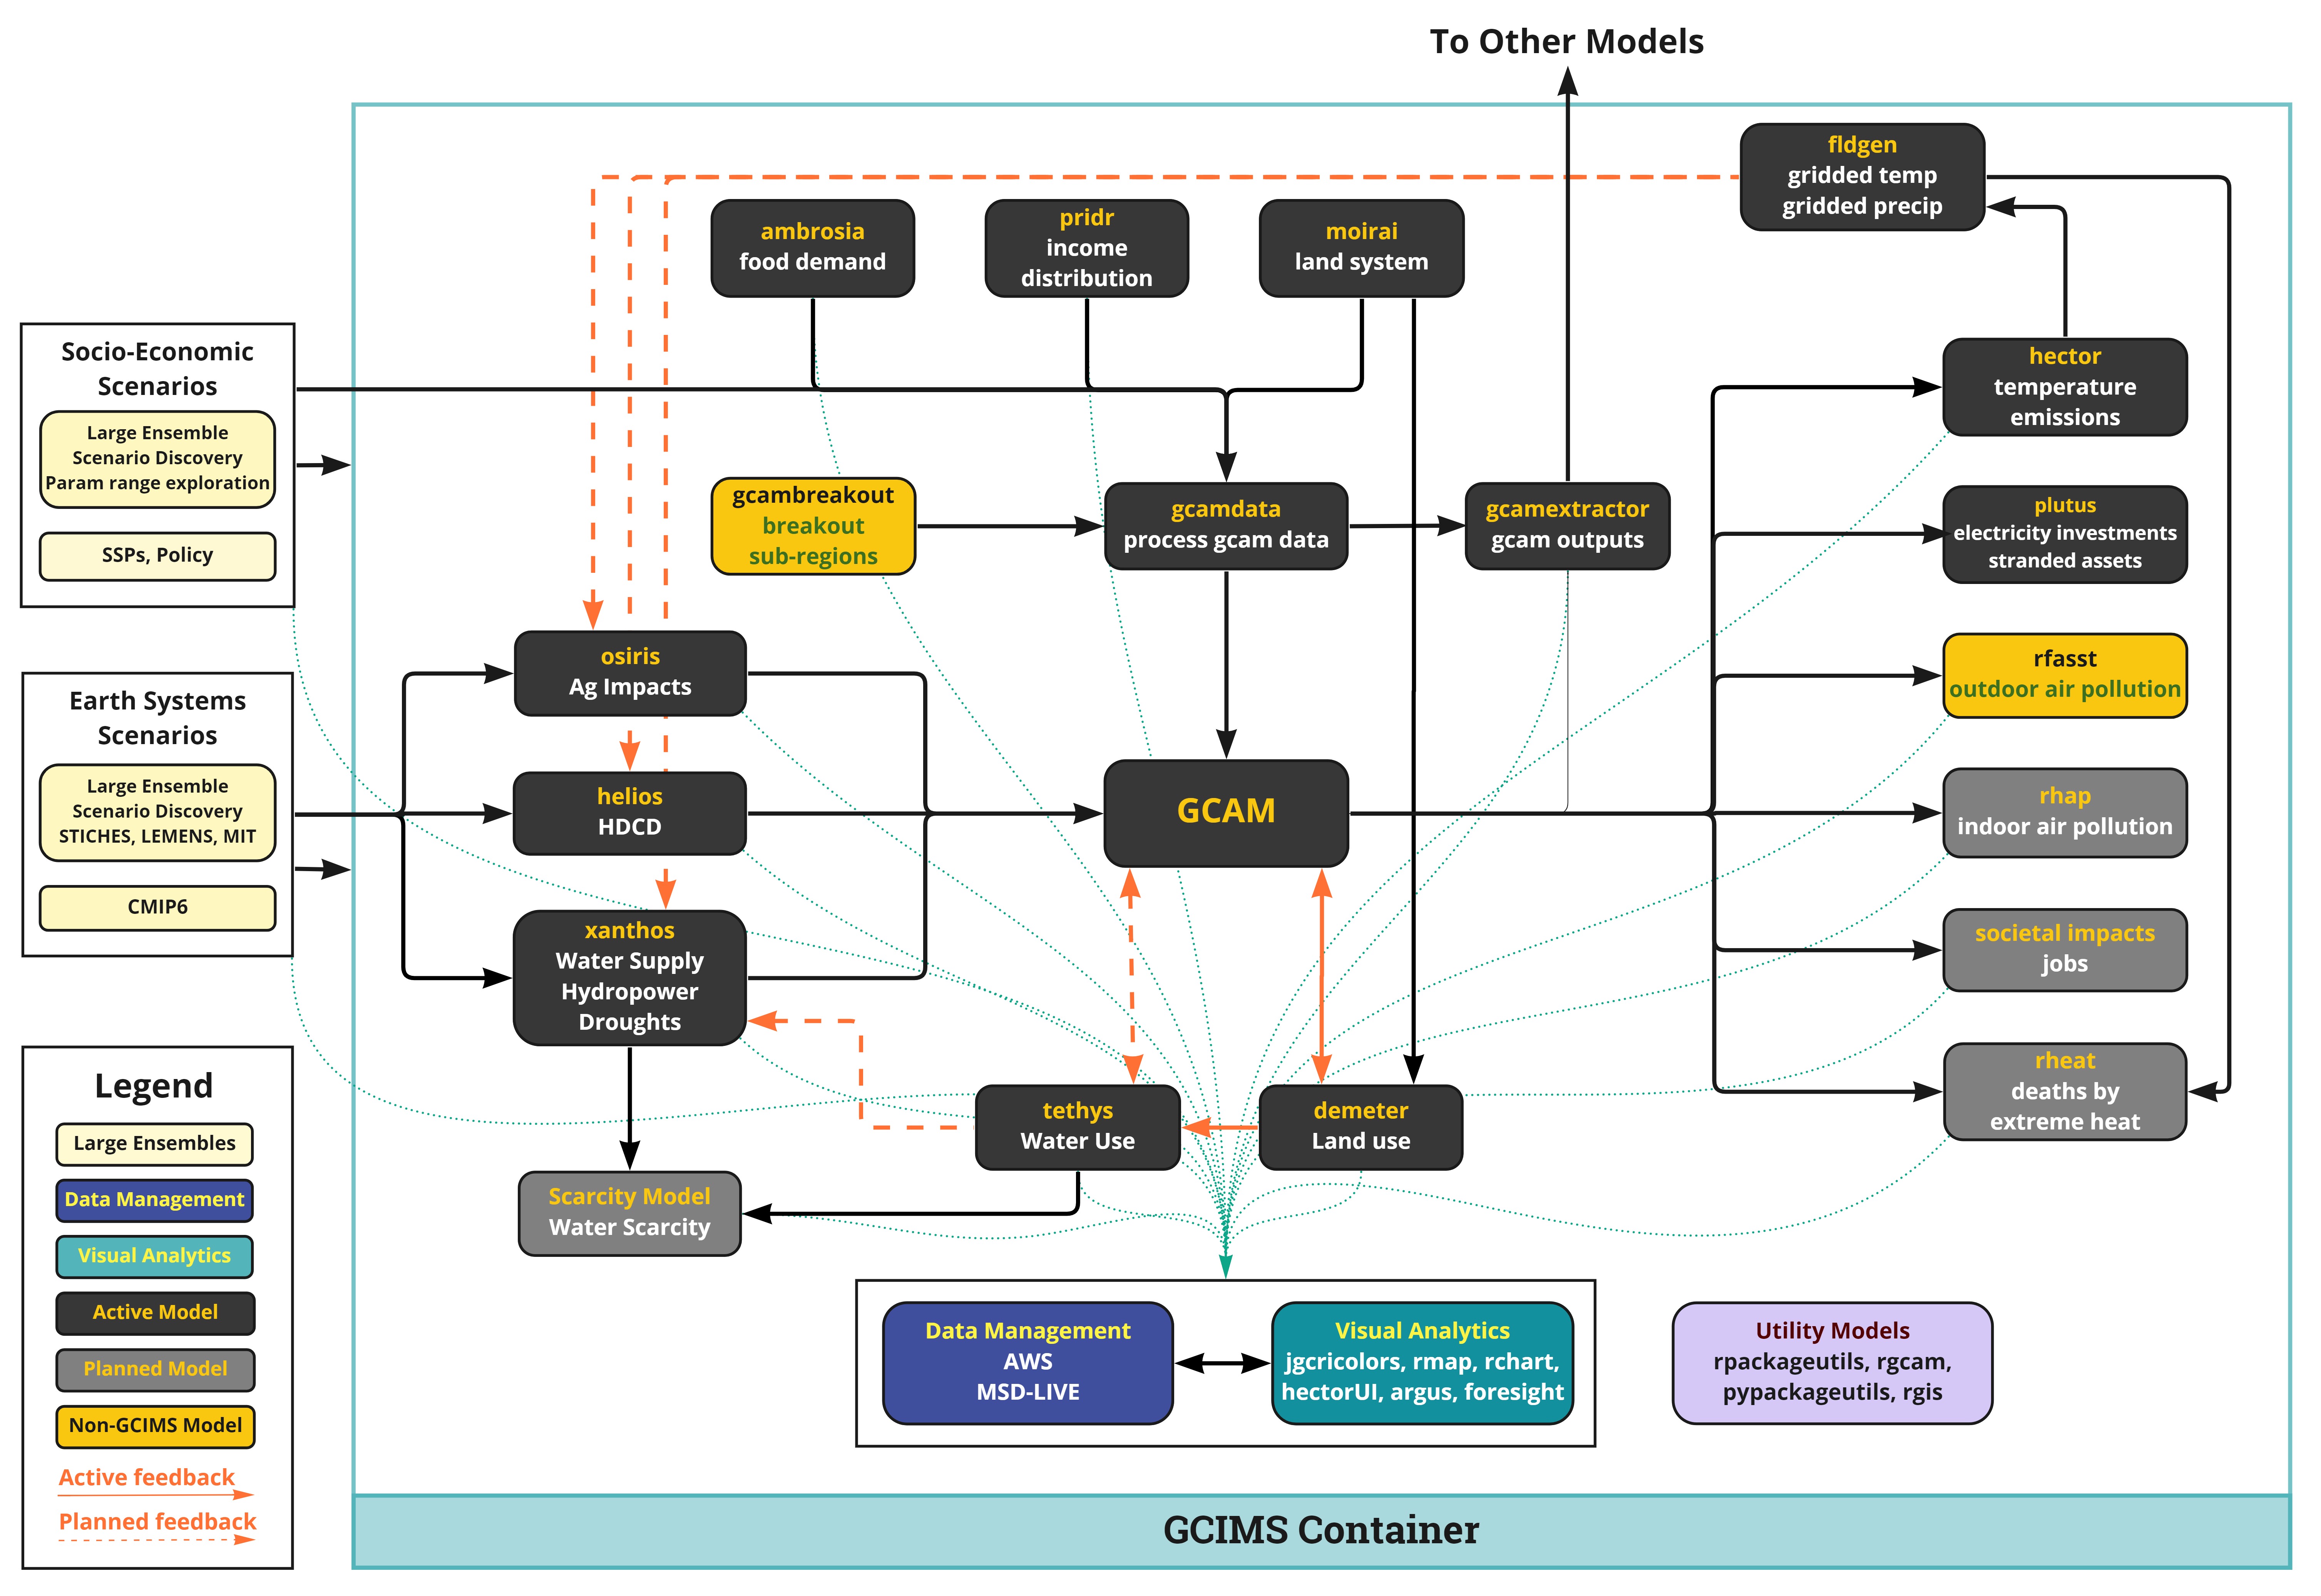 To Other Models
fldgen
gridded temp
gridded precip
ambrosia
food demand
pridr
income
distribution
moirai
land system
Socio-Economic
Scenarios
Large Ensemble
Scenario Discovery
Param range exploration
SSPs, Policy
hector
temperature
emissions
gcambreakout
breakout
sub-regions
gcamdata
process gcam data
gcamextractor
gcam outputs
plutus
electricity investments
stranded assets
osiris
Ag Impacts
rfasst
outdoor air pollution
Earth Systems
Scenarios
Large Ensemble
Scenario Discovery
STICHES, LEMENS, MIT
CMIP6
helios
HDCD
GCAM
rhap
indoor air pollution
xanthos
Water Supply
Hydropower
Droughts
societal impacts
jobs
rheat
deaths by
extreme heat
tethys
Water Use
demeter
Land use
Scarcity Model
Water Scarcity
Legend
Large Ensembles
Data Management
Visual Analytics
Active Model
Planned Model
Non-GCIMS Model
Active feedback
Planned feedback
Data Management
AWS
MSD-LIVE
Visual Analytics
jgcricolors, rmap, rchart,
hectorUI, argus, foresight
Utility Models
rpackageutils, rgcam,
pypackageutils, rgis
GCIMS Container